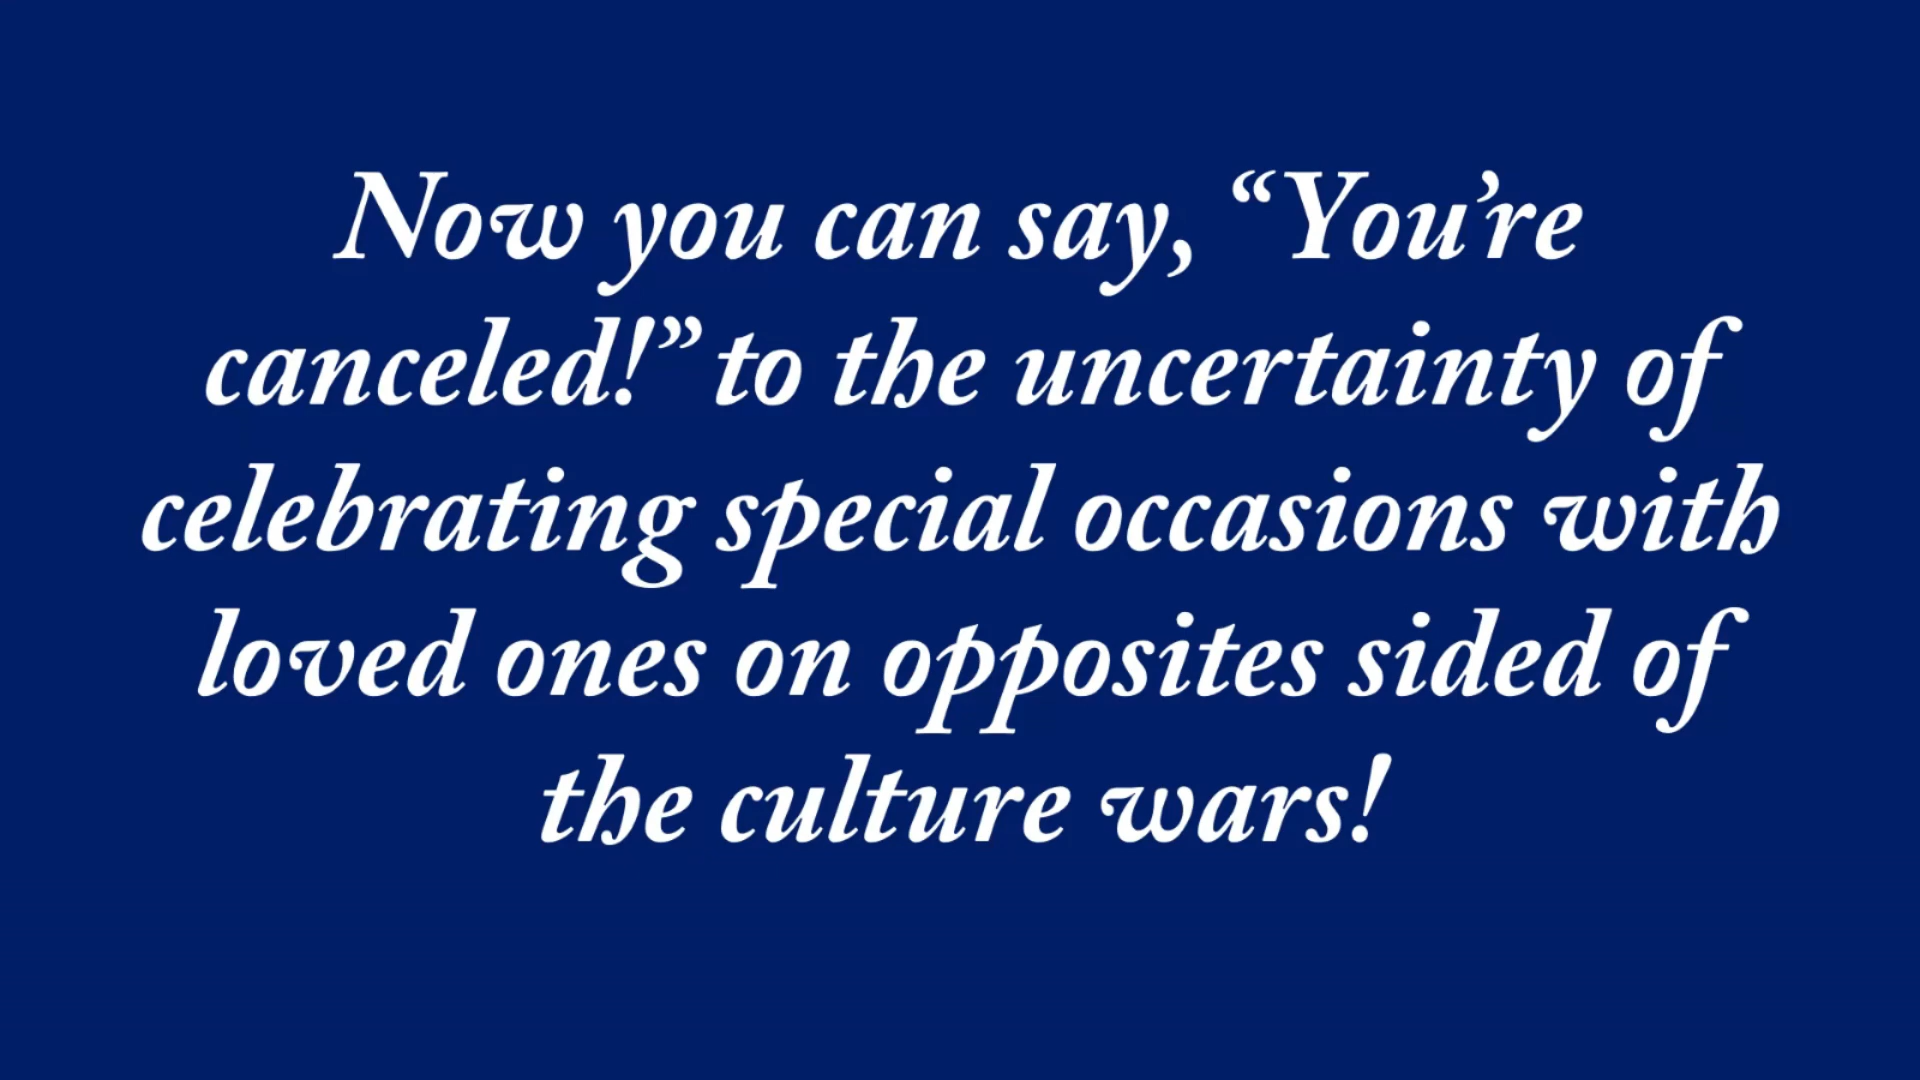 Now you can say, “You’re
canceled!” to the uncertainty of
celebrating special occasions with
loved ones on opposites sided of
the culture wars!